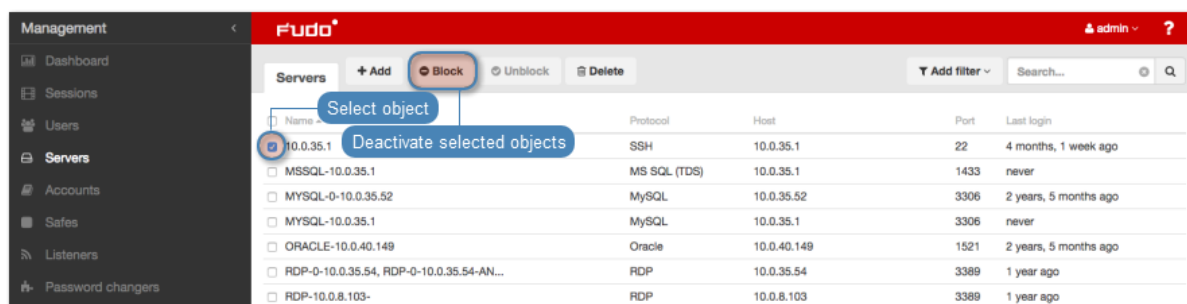 Management
Fudo
admin
?
Dashboard
Sessions
Users
Servers
Accounts
Safes
Listeners
Password changers
Servers
+ Add
Block
Unblock
Delete
Add filter
Search...
Select object
Deactivate selected objects
Name Protocol Host Port Last login
10.0.35.1 SSH 10.0.35.1 22 4 months, 1 week ago
MSSQL-10.0.35.1 MS SQL (TDS) 10.0.35.1 1433 never
MYSQL-0-10.0.35.52 MySQL 10.0.35.52 3306 2 years, 5 months ago
MYSQL-10.0.35.1 MySQL 10.0.35.1 3306 never
ORACLE-10.0.40.149 Oracle 10.0.40.149 1521 2 years, 5 months ago
RDP-0-10.0.35.54, RDP-0-10.0.35.54-AN... RDP 10.0.35.54 3389 1 year ago
RDP-10.0.8.103- RDP 10.0.8.103 3389 1 year ago